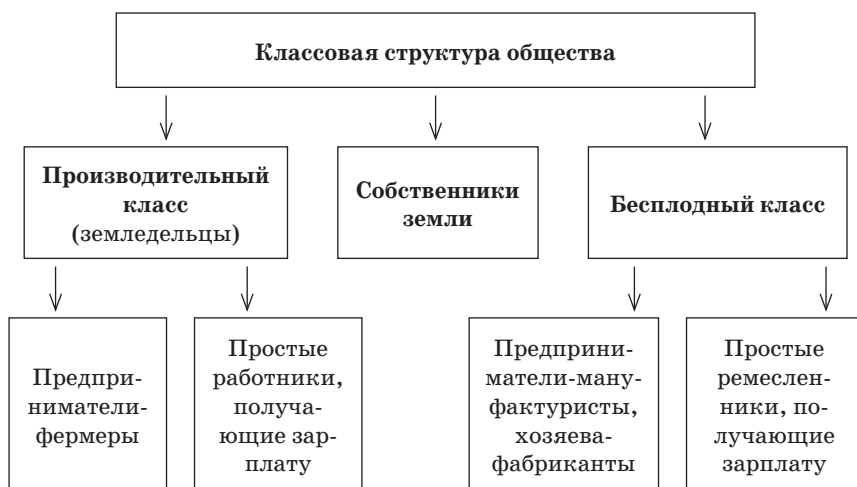 Классовая структура общества
Производительный
класс
(земледельцы)
Собственники
земли
Бесплодный класс
Предпри-
ниматели-
фермеры
Простые
работники,
получа-
ющие зар-
плату
Предприни-
матели-ману-
фактуристы,
хозяева-
фабриканты
Простые
ремеслен-
ники, по-
лучающие
зарплату